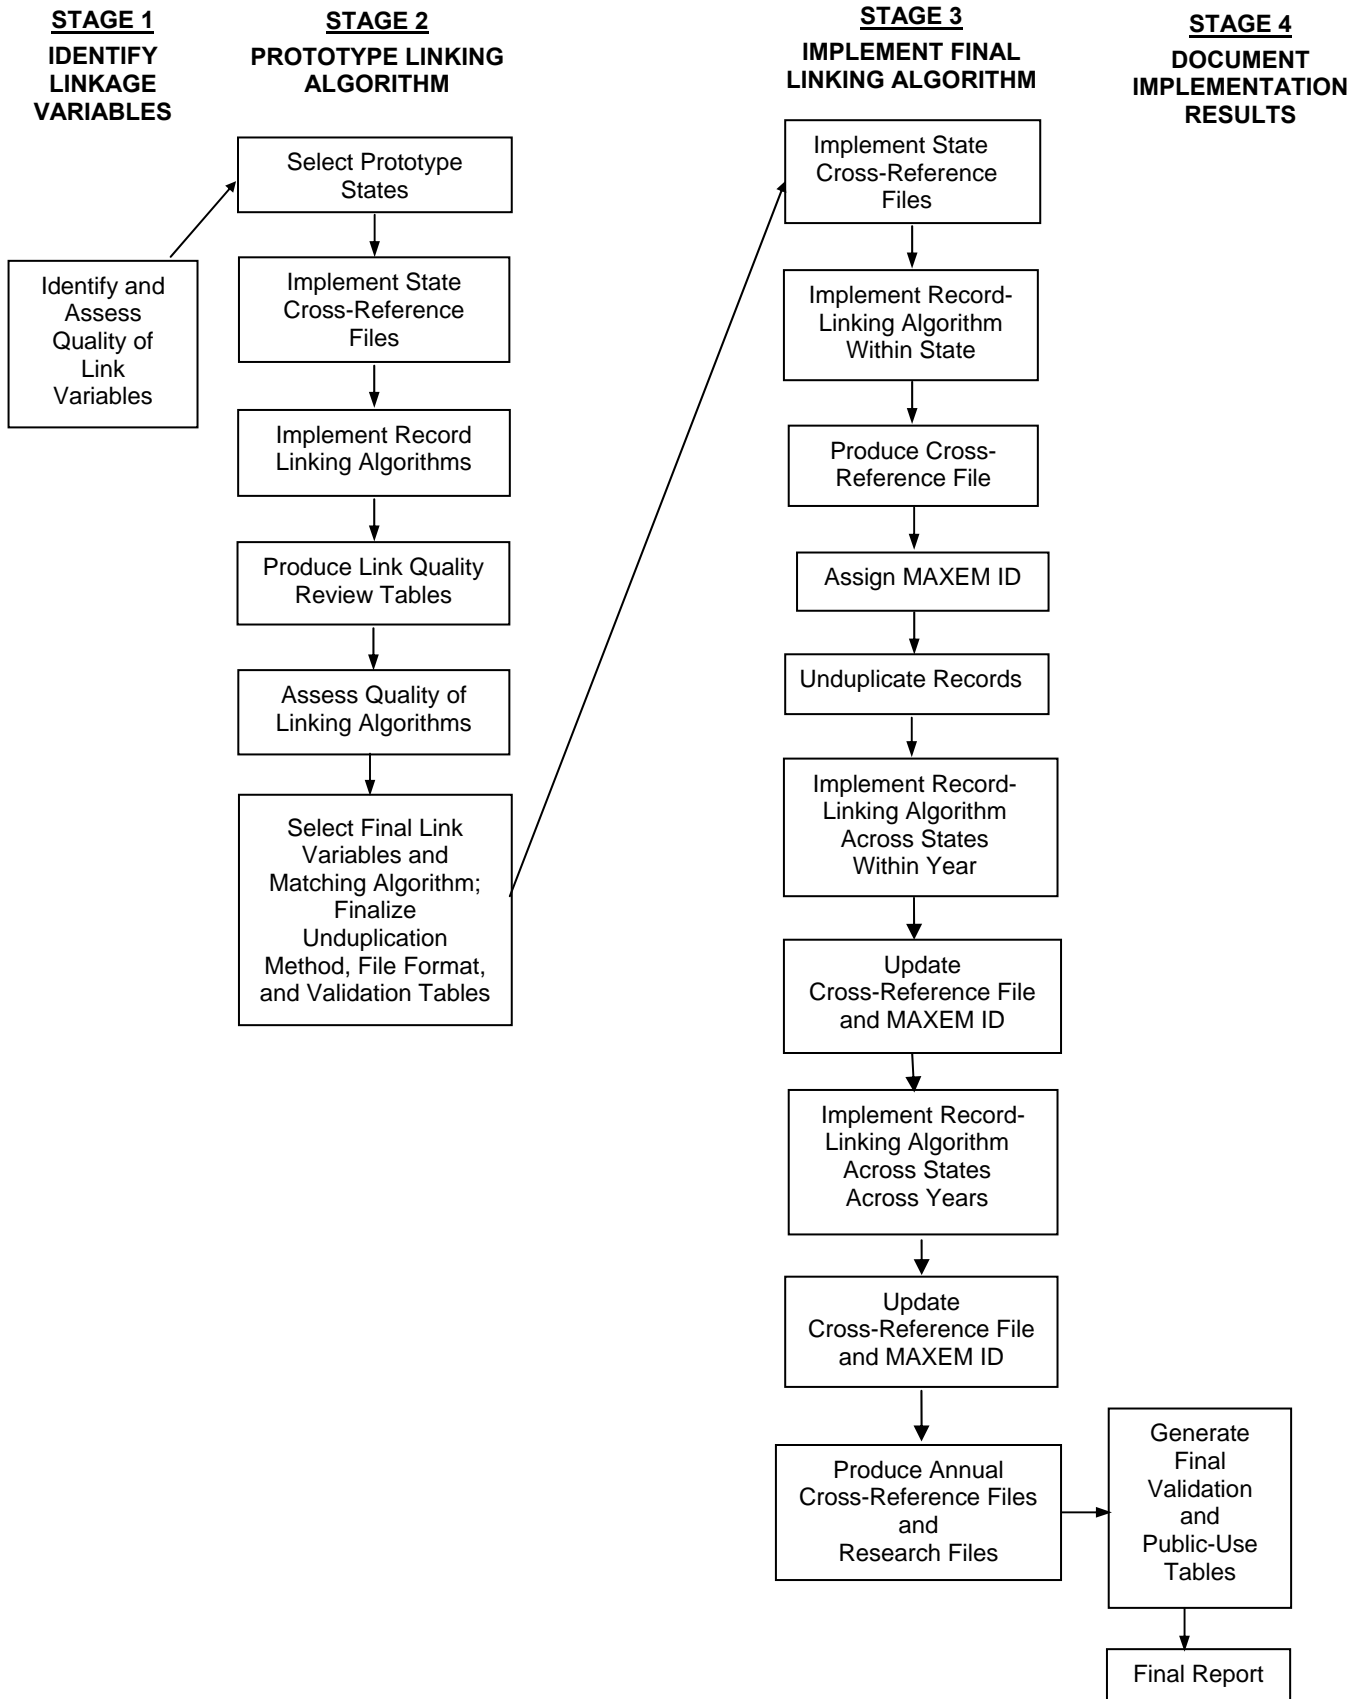 STAGE 1
IDENTIFY
LINKAGE
VARIABLES
Identify and
Assess
Quality of
Link
Variables
STAGE 2
PROTOTYPE LINKING
ALGORITHM
Select Prototype
States
Implement State
Cross-Reference
Files
Implement Record
Linking Algorithms
Produce Link Quality
Review Tables
Assess Quality of
Linking Algorithms
Select Final Link
Variables and
Matching Algorithm;
Finalize
Unduplication
Method, File Format,
and Validation Tables
STAGE 3
IMPLEMENT FINAL
LINKING ALGORITHM
Implement State
Cross-Reference
Files
Implement Record-
Linking Algorithm
Within State
Produce Cross-
Reference File
Assign MAXEM ID
Unduplicate Records
Implement Record-
Linking Algorithm
Across States
Within Year
Update
Cross-Reference File
and MAXEM ID
Implement Record-
Linking Algorithm
Across States
Across Years
Update
Cross-Reference File
and MAXEM ID
Produce Annual
Cross-Reference Files
and
Research Files
STAGE 4
DOCUMENT
IMPLEMENTATION
RESULTS
Generate
Final
Validation
and
Public-Use
Tables
Final Report